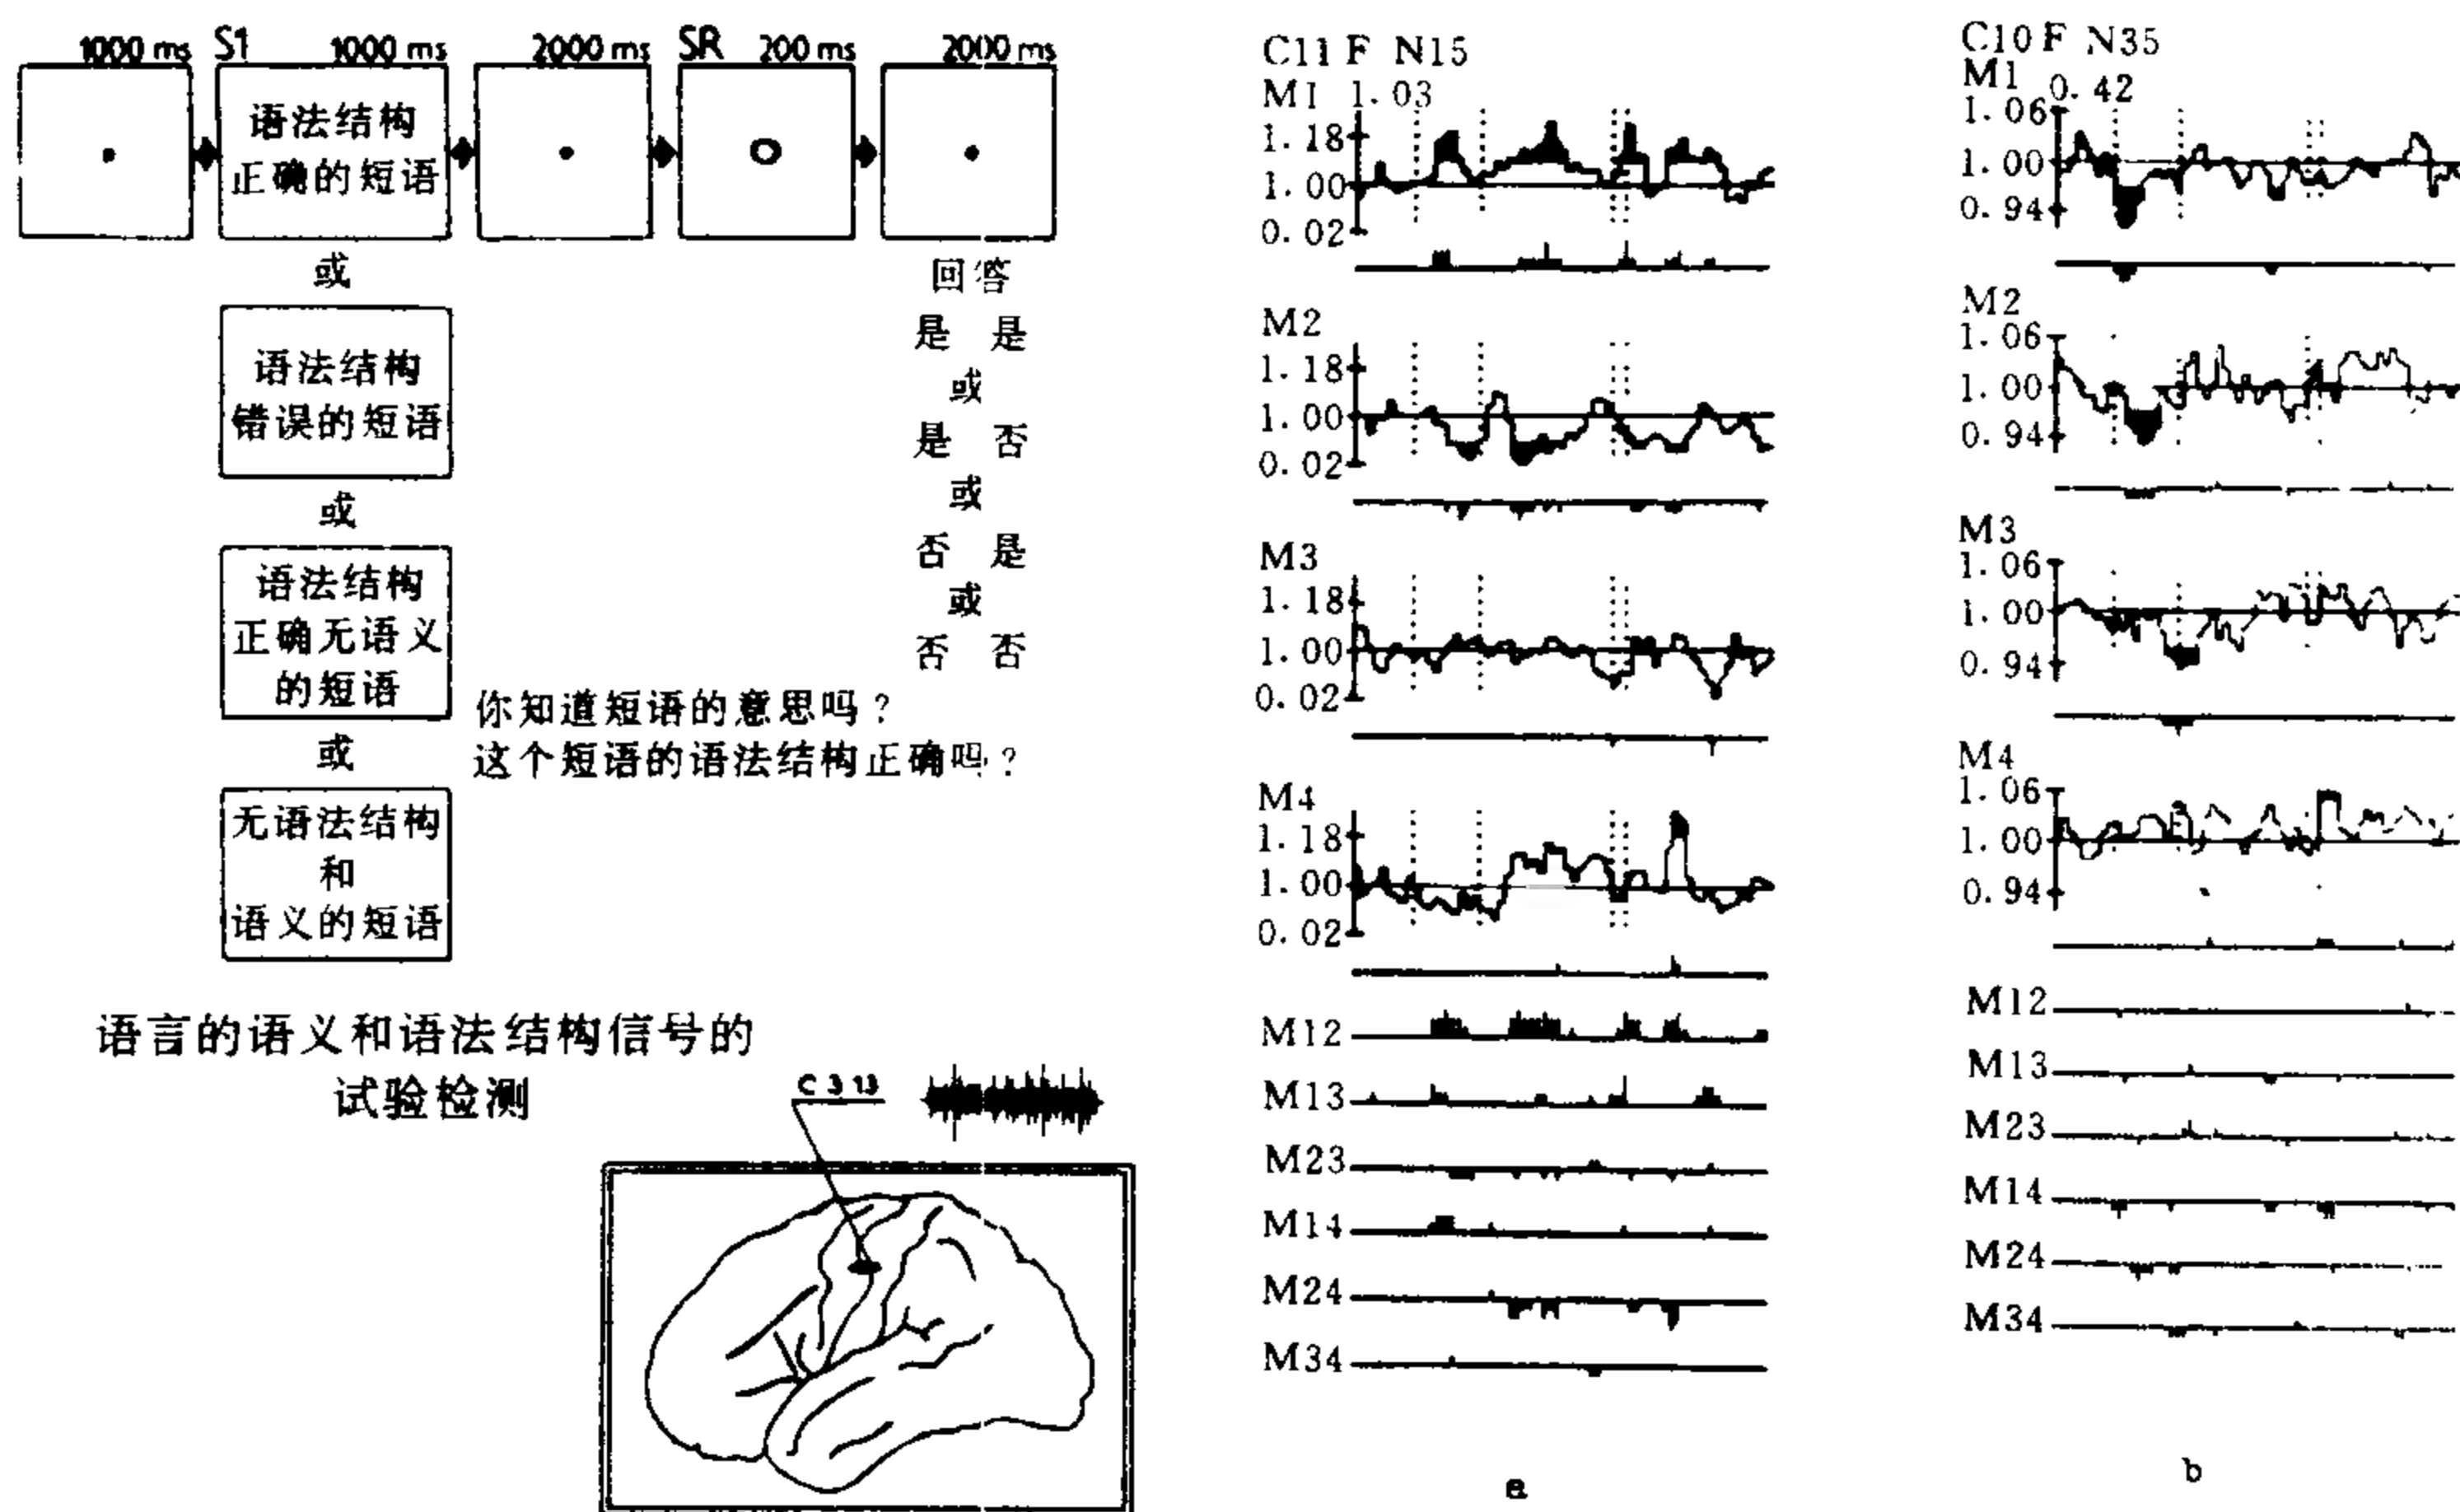 1000 ms S1 1000 ms 2000 ms SR 200 ms 2000 ms
语法结构
正确的短语
或
语法结构
错误的短语
或
语法结构
正确无语义
的短语
或
无语法结构
和
语义的短语
回答
是 是
或
是 否
或
否 是
或
否 否
你知道短语的意思吗?
这个短语的语法结构正确吗?
语言的语义和语法结构信号的
试验检测
C 3 13
C11 F N15
M1 1.03
1.18
1.00
0.02
M2
1.18
1.00
0.02
M3
1.18
1.00
0.02
M4
1.18
1.00
0.02
M12
M13
M23
M14
M24
M34
a
C10 F N35
M1 0.42
1.06
1.00
0.94
M2
1.06
1.00
0.94
M3
1.06
1.00
0.94
M4
1.06
1.00
0.94
M12
M13
M23
M14
M24
M34
b